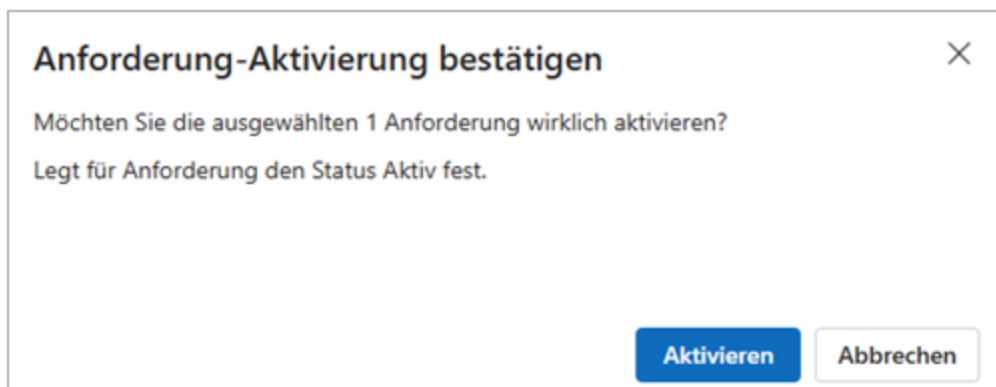 Anforderung-Aktivierung bestätigen
Möchten Sie die ausgewählten 1 Anforderung wirklich aktivieren?
Legt für Anforderung den Status Aktiv fest.
Aktivieren Abbrechen